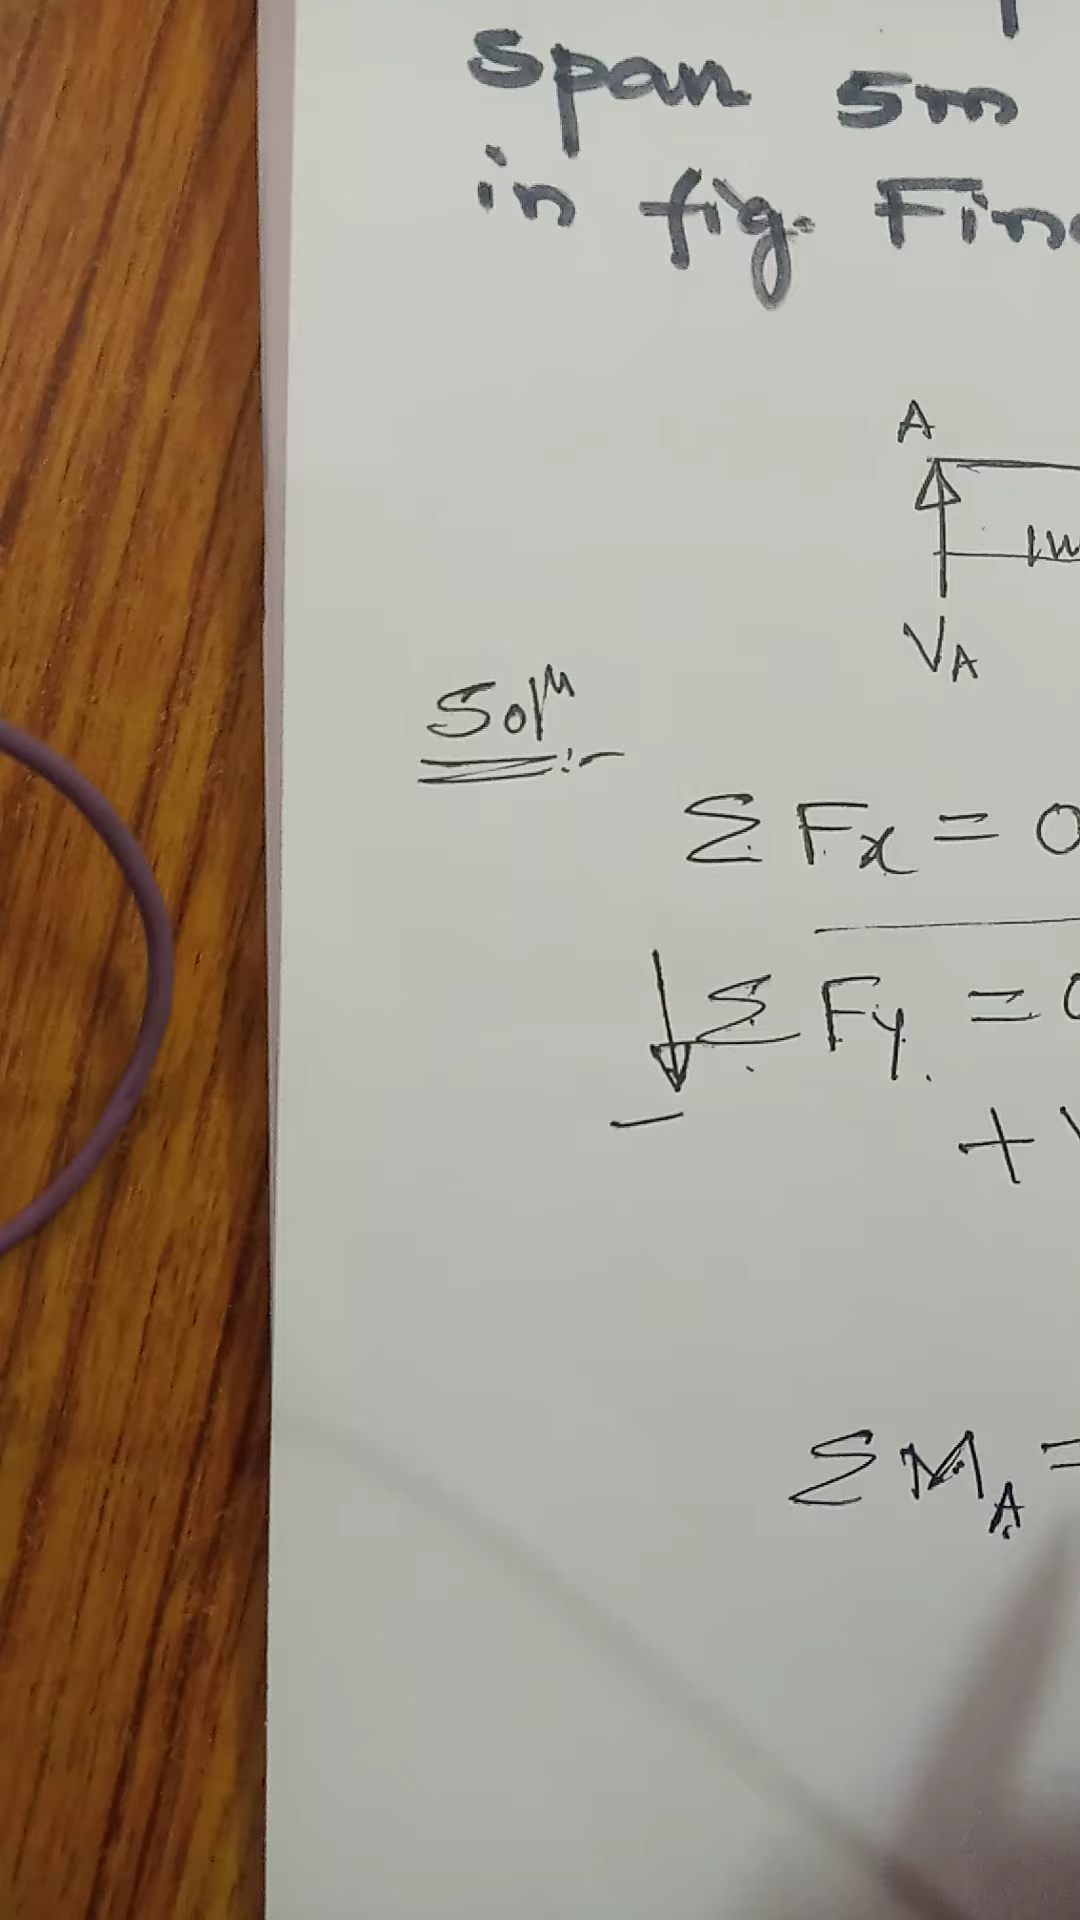 span 5m
in fig. Fin
A
1m
VA
Solⁿ :-
ΣFx = 0
↓ΣFy = 0
−
+
ΣMA =